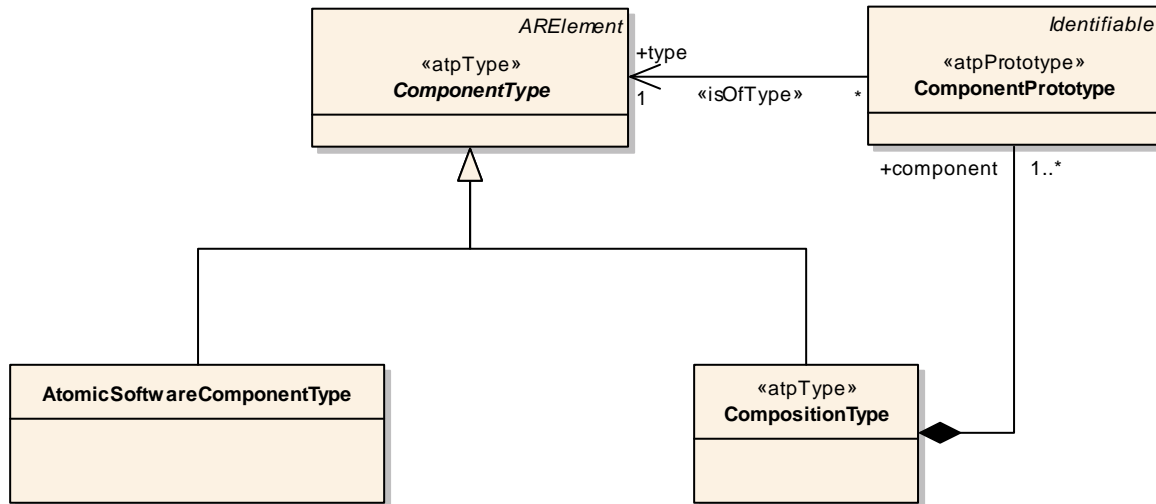 ARElement
«atpType»
ComponentType
+type
1
«isOfType»
*
Identifiable
«atpPrototype»
ComponentPrototype
+component
1..*
AtomicSoftwareComponentType
«atpType»
CompositionType